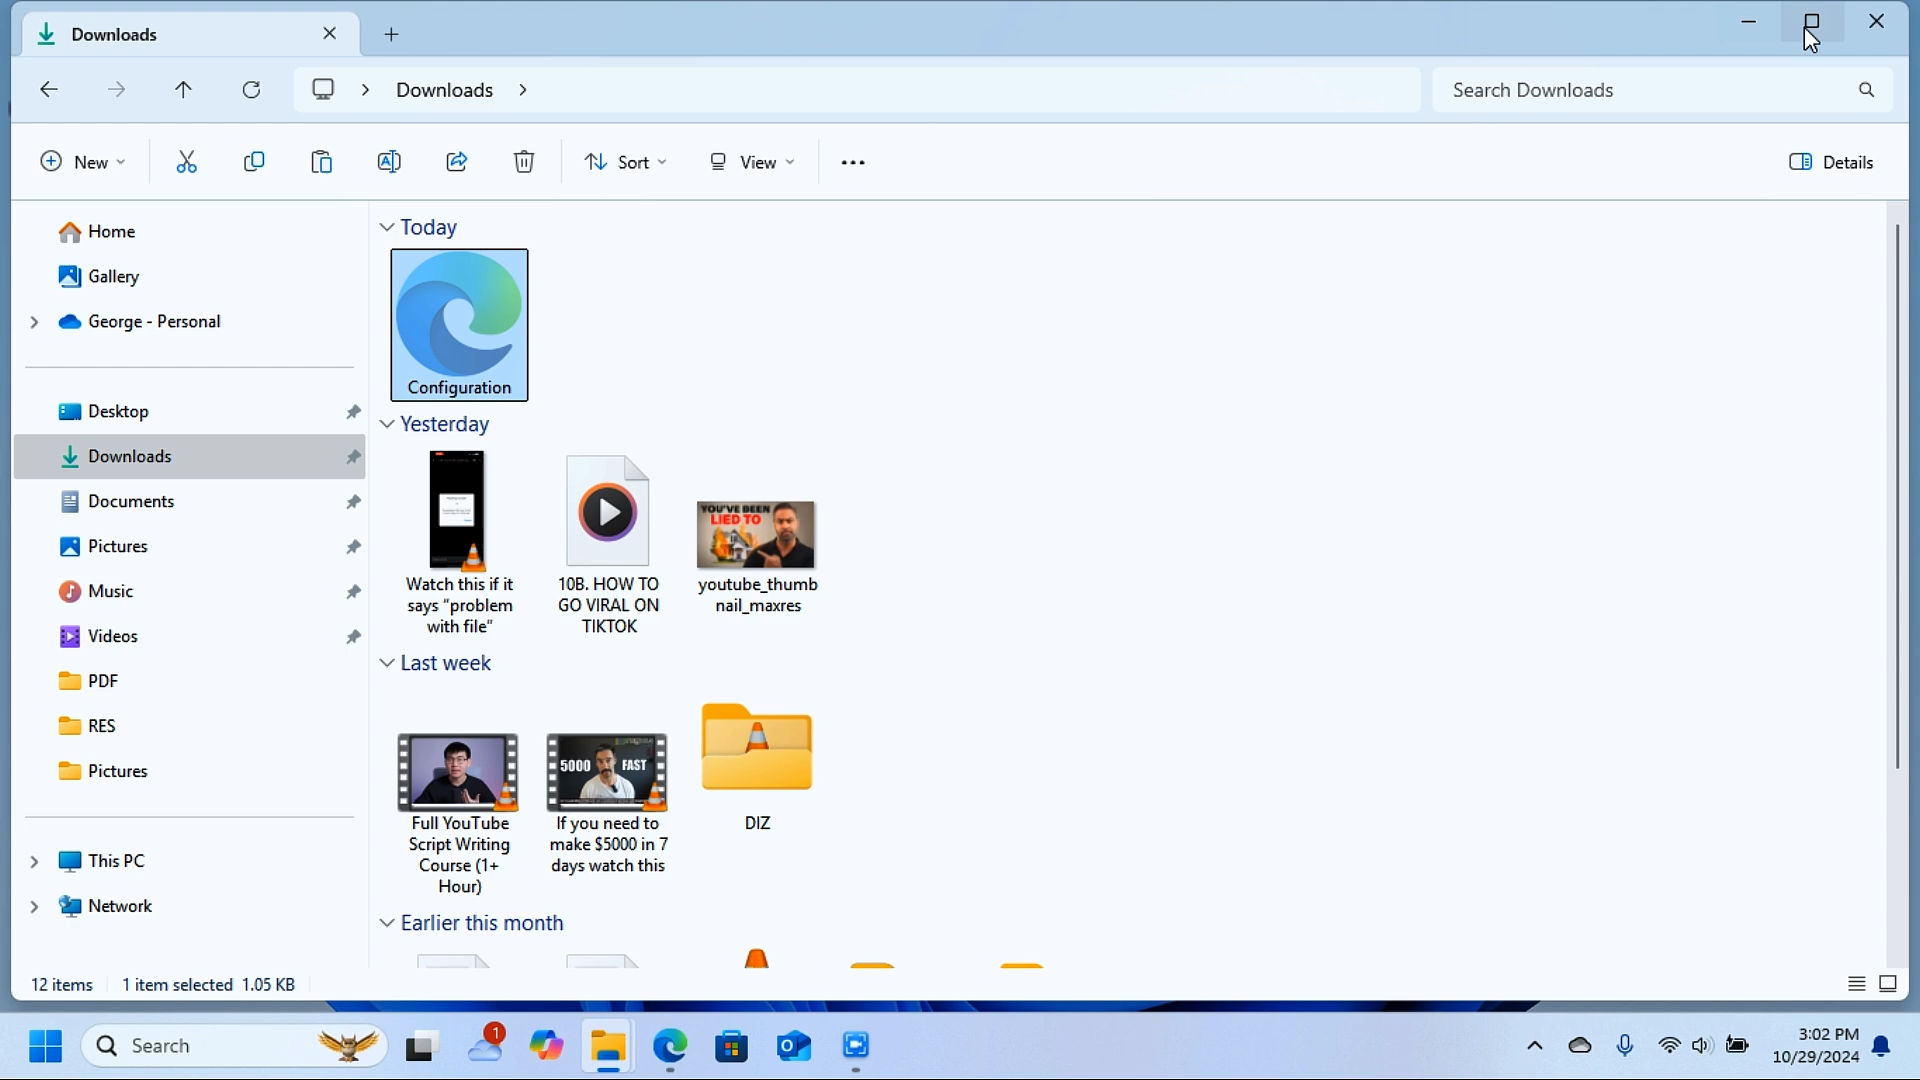 Downloads
Downloads
Search Downloads
New
Sort
View
Details
Home
Gallery
George - Personal
Desktop
Downloads
Documents
Pictures
Music
Videos
PDF
RES
Pictures
This PC
Network
Today
Configuration
Yesterday
Watch this if it
says “problem
with file”
10B. HOW TO
GO VIRAL ON
TIKTOK
YOU'VE BEEN
LIED TO
youtube_thumb
nail_maxres
Last week
Full YouTube
Script Writing
Course (1+
Hour)
5000 FAST
If you need to
make $5000 in 7
days watch this
DIZ
Earlier this month
12 items
1 item selected 1.05 KB
Search
1
3:02 PM
10/29/2024